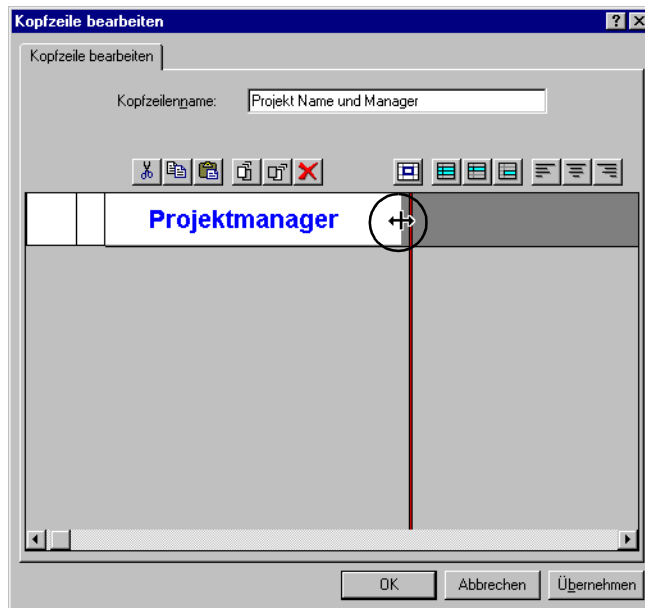 Kopfzeile bearbeiten
Kopfzeile bearbeiten
Kopfzeilenname: Projekt Name und Manager
Projektmanager
OK Abbrechen Übernehmen